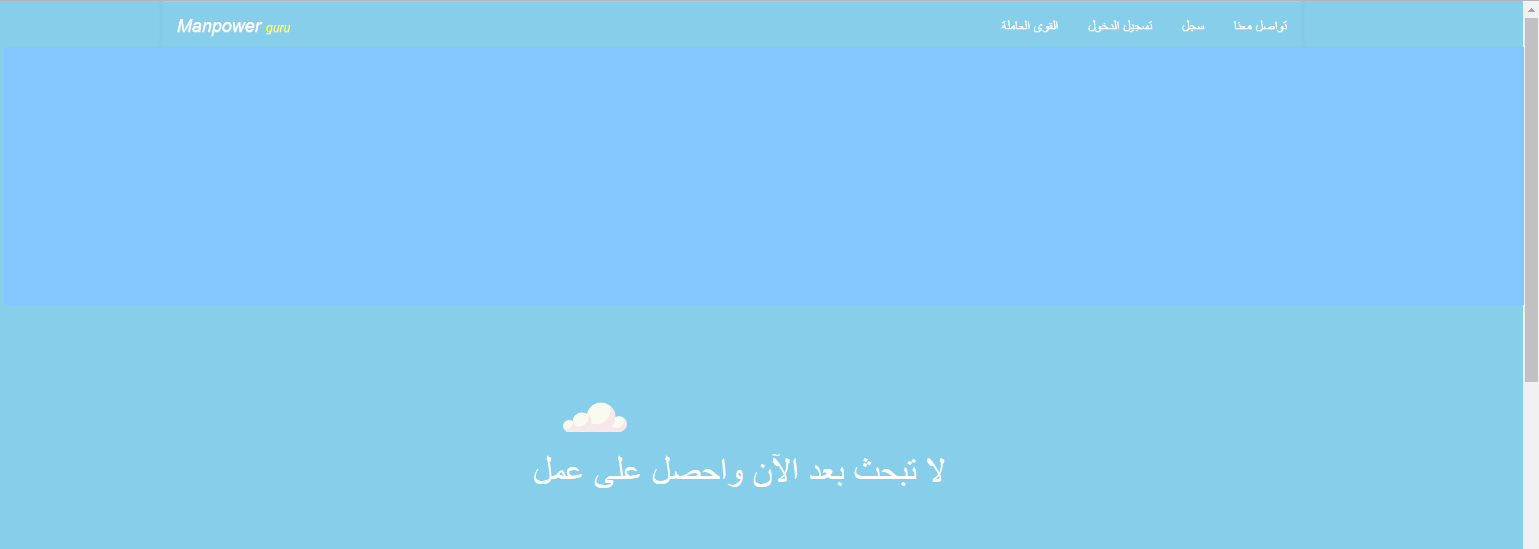 Manpower guru
تواصل معنا
سجل
تسجيل الدخول
القوى العاملة
لا تبحث بعد الآن واحصل على عمل